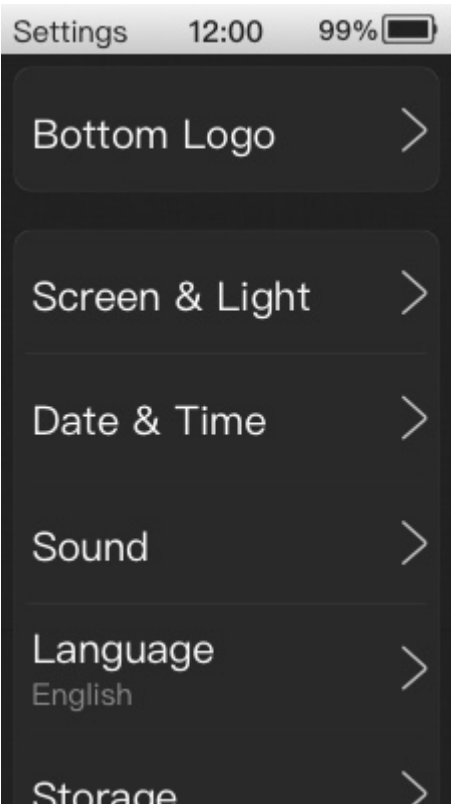 Settings 12:00 99%
Bottom Logo
Screen & Light
Date & Time
Sound
Language
English
Storage